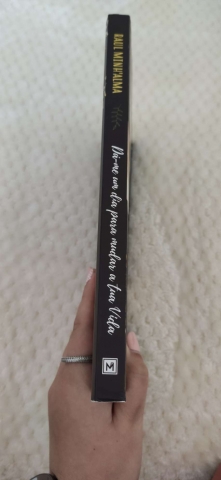 RAUL MINH'ALMA
Dá-me um dia para mudar a tua Vida
M